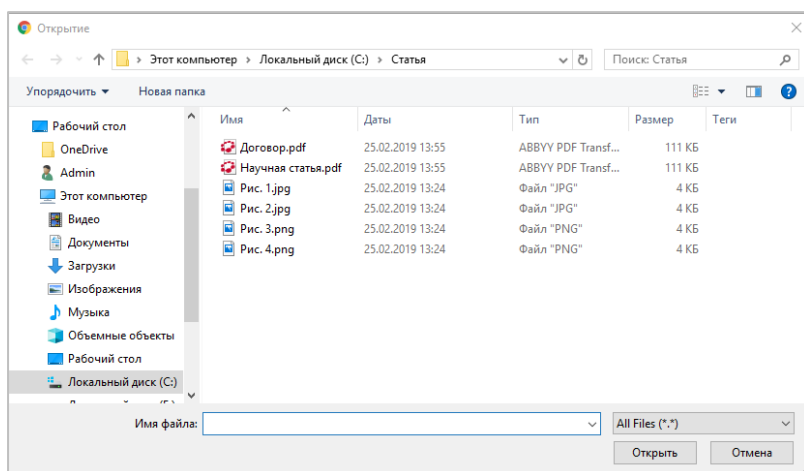 Открытие
Этот компьютер › Локальный диск (C:) › Статья
Поиск: Статья
Упорядочить
Новая папка
Имя Даты Тип Размер Теги
Рабочий стол
OneDrive
Admin
Этот компьютер
Видео
Документы
Загрузки
Изображения
Музыка
Объемные объекты
Рабочий стол
Локальный диск (C:)
Договор.pdf 25.02.2019 13:55 ABBYY PDF Transf... 111 КБ
Научная статья.pdf 25.02.2019 13:55 ABBYY PDF Transf... 111 КБ
Рис. 1.jpg 25.02.2019 13:24 Файл "JPG" 4 КБ
Рис. 2.jpg 25.02.2019 13:24 Файл "JPG" 4 КБ
Рис. 3.png 25.02.2019 13:24 Файл "PNG" 4 КБ
Рис. 4.png 25.02.2019 13:24 Файл "PNG" 4 КБ
Имя файла:
All Files (*.*)
Открыть
Отмена